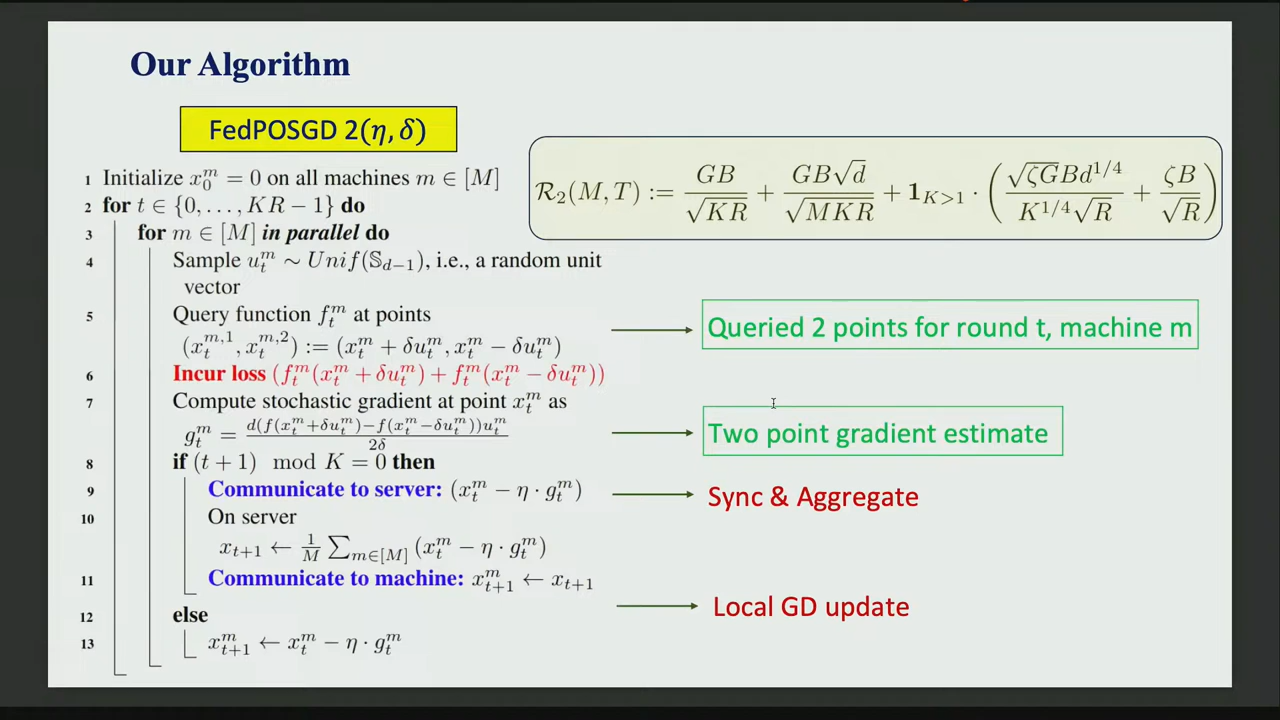 Our Algorithm
FedPOSGD 2(η, δ)
R₂(M, T) := GB/√KR + GB√d/√MKR + 1_{K>1} · (√ζG Bd^{1/4}/K^{1/4}√R + ζB/√R)
1 Initialize x_0^m = 0 on all machines m ∈ [M]
2 for t ∈ {0, . . . , KR − 1} do
3 for m ∈ [M] in parallel do
4 Sample u_t^m ∼ Unif(𝕊_{d−1}), i.e., a random unit
vector
5 Query function f_t^m at points
(x_t^{m,1}, x_t^{m,2}) := (x_t^m + δu_t^m, x_t^m − δu_t^m)
Queried 2 points for round t, machine m
6 Incur loss (f_t^m(x_t^m + δu_t^m) + f_t^m(x_t^m − δu_t^m))
7 Compute stochastic gradient at point x_t^m as
g_t^m = d(f(x_t^m+δu_t^m)−f(x_t^m−δu_t^m))u_t^m / 2δ
Two point gradient estimate
8 if (t + 1) mod K = 0 then
9 Communicate to server: (x_t^m − η · g_t^m)
Sync & Aggregate
10 On server
x_{t+1} ← 1/M ∑_{m∈[M]} (x_t^m − η · g_t^m)
11 Communicate to machine: x_{t+1}^m ← x_{t+1}
Local GD update
12 else
13 x_{t+1}^m ← x_t^m − η · g_t^m